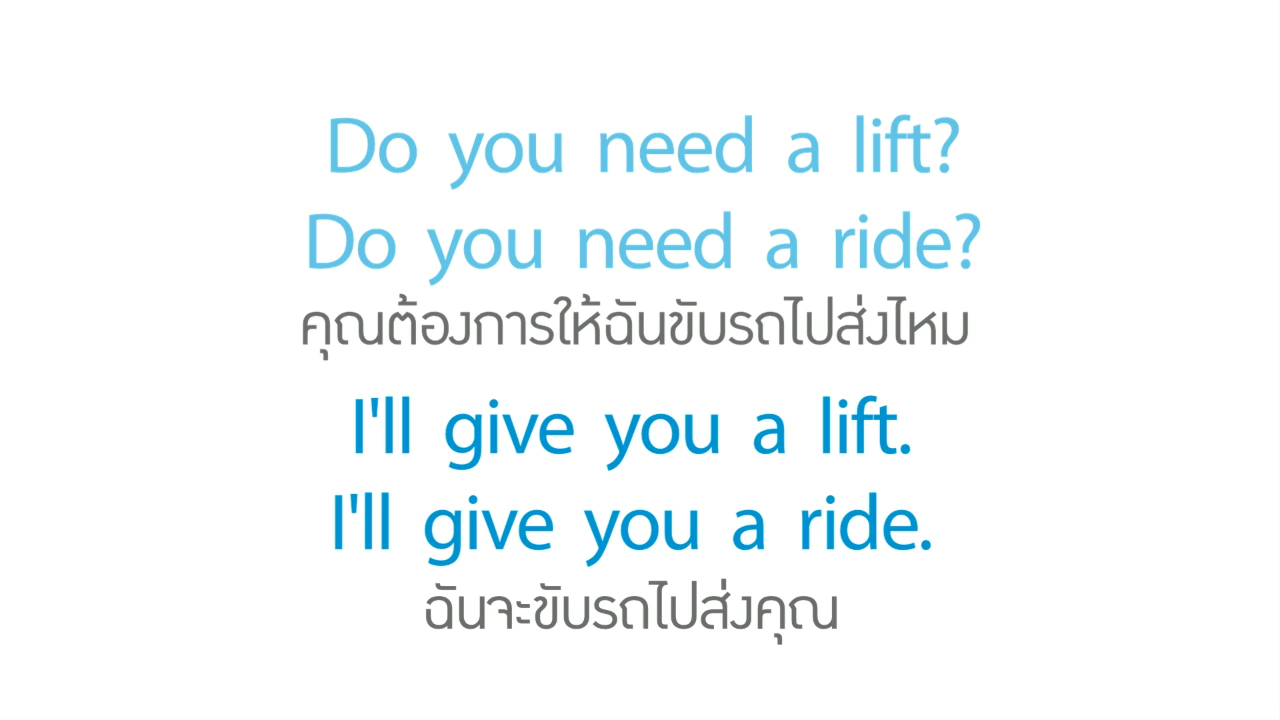 Do you need a lift?
Do you need a ride?
คุณต้องการให้ฉันขับรถไปส่งไหม
I'll give you a lift.
I'll give you a ride.
ฉันจะขับรถไปส่งคุณ